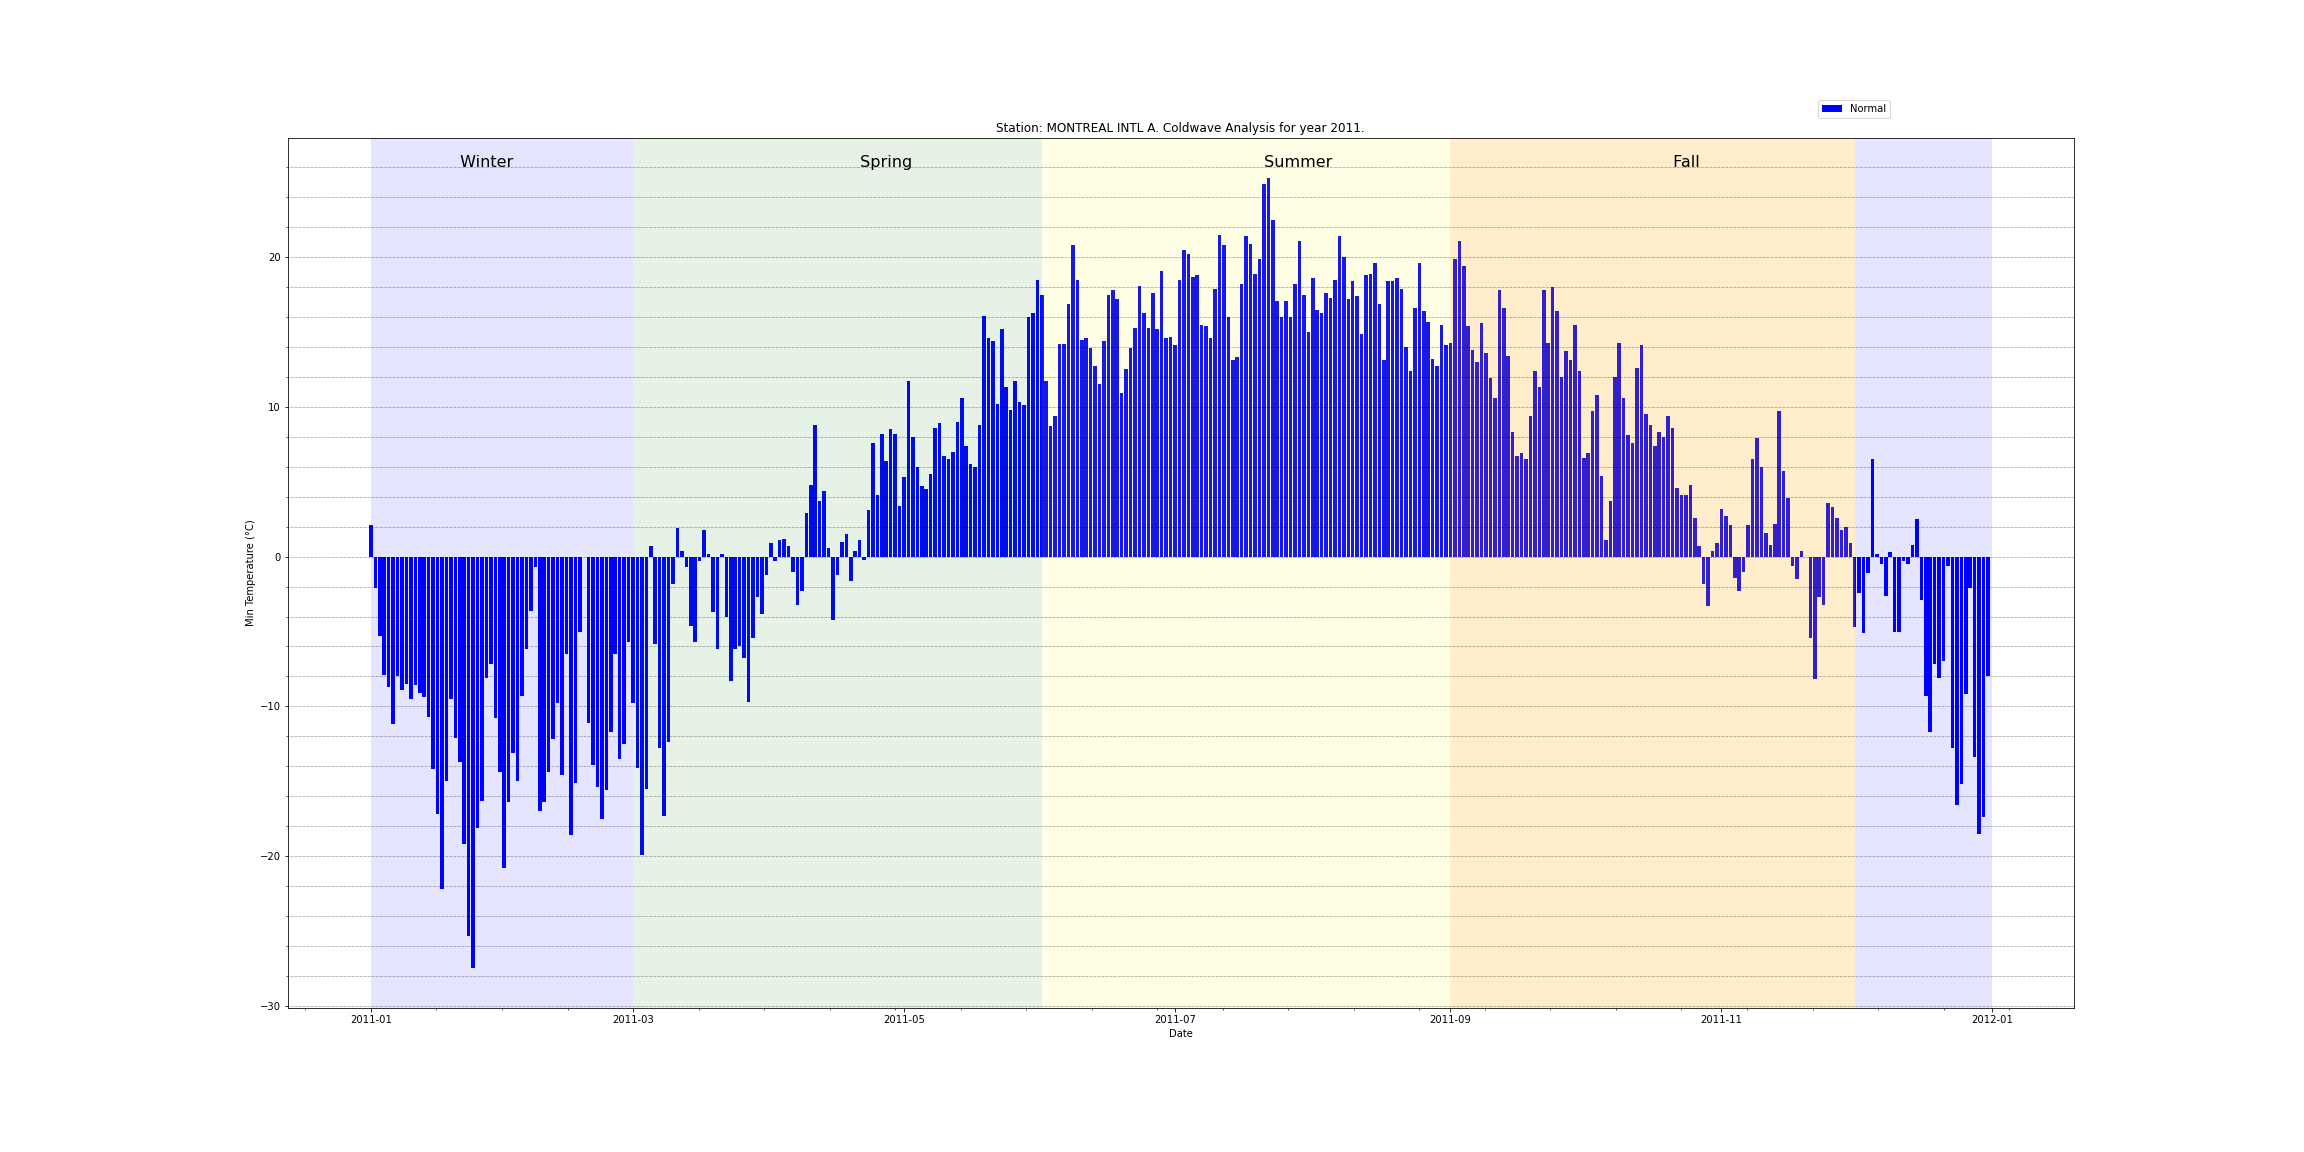 Normal
Station: MONTREAL INTL A. Coldwave Analysis for year 2011.
Winter Spring Summer Fall
20
10
0
−10
−20
−30
Min Temperature (°C)
2011-01 2011-03 2011-05 2011-07 2011-09 2011-11 2012-01
Date